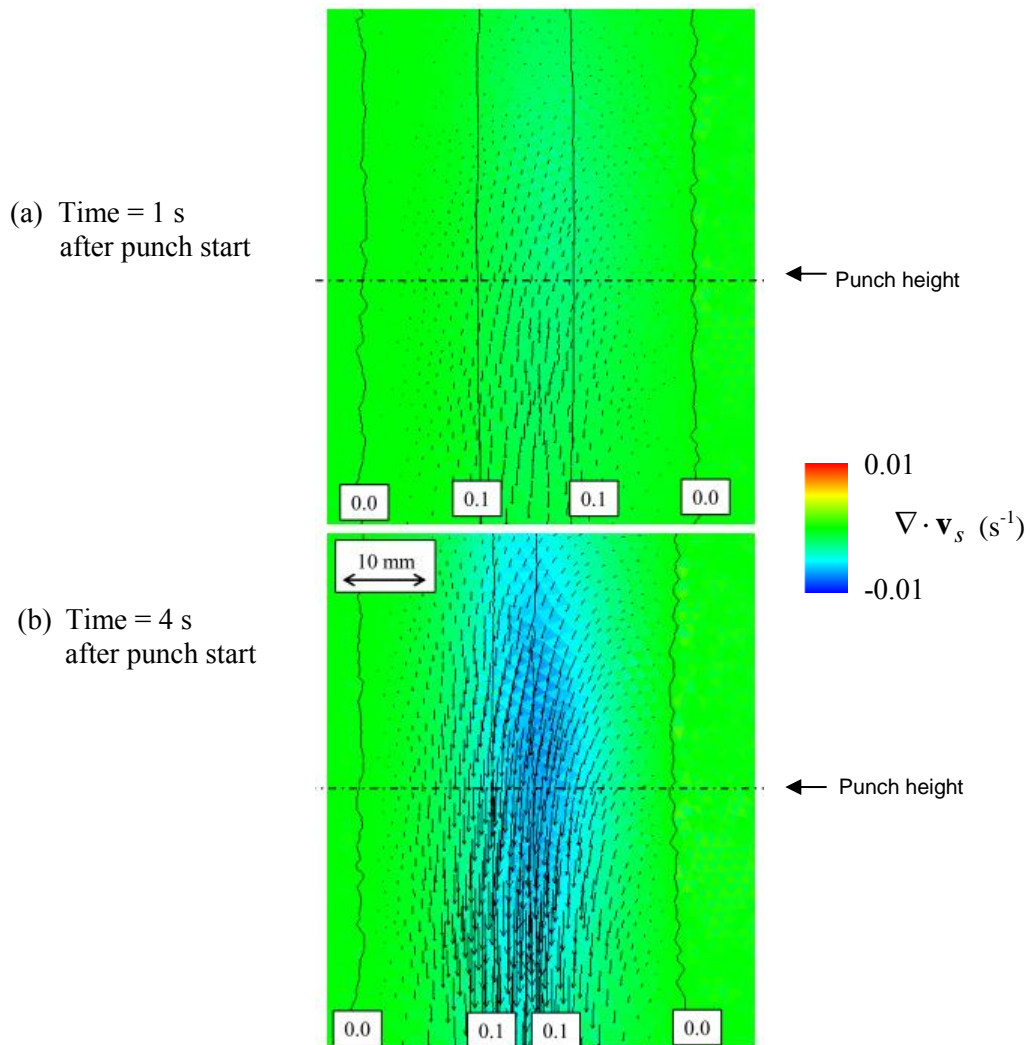 (a) Time = 1 s
after punch start
Punch height
0.0
0.1
0.1
0.0
0.01
∇ · v_s (s⁻¹)
-0.01
10 mm
(b) Time = 4 s
after punch start
Punch height
0.0
0.1
0.1
0.0